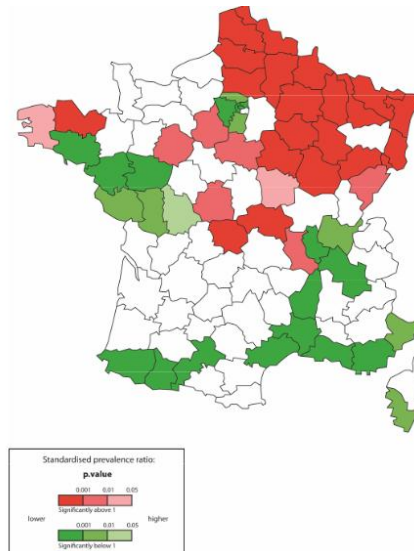 Standardised prevalence ratio:
p.value
0.001 0.01 0.05
Significantly above 1
lower higher
0.001 0.01 0.05
Significantly below 1